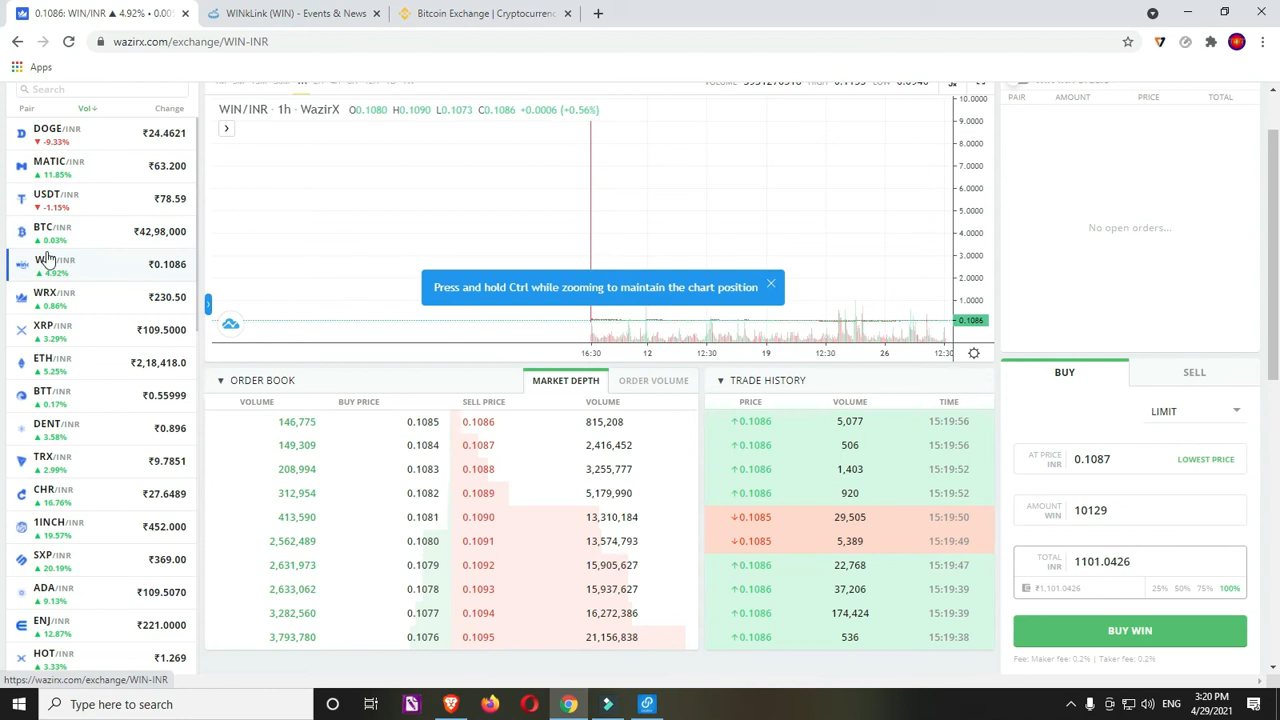 0.1086: WIN/INR ▲ 4.92% • 0.00
WINkLink (WIN) - Events & News
Bitcoin Exchange | Cryptocurrenc
wazirx.com/exchange/WIN-INR
Apps
Search
Pair Vol↓ Change
DOGE/INR ₹24.4621
▼ -9.33%
MATIC/INR ₹63.200
▲ 11.85%
USDT/INR ₹78.59
▼ -1.15%
BTC/INR ₹42,98,000
▲ 0.03%
/INR ₹0.1086
▲ 4.92%
WRX/INR ₹230.50
▲ 0.86%
XRP/INR ₹109.5000
▲ 3.29%
ETH/INR ₹2,18,418.0
▲ 5.25%
BTT/INR ₹0.55999
▲ 0.17%
DENT/INR ₹0.896
▲ 3.58%
TRX/INR ₹9.7851
▲ 2.99%
CHR/INR ₹27.6489
▲ 16.76%
1INCH/INR ₹452.000
▲ 19.57%
SXP/INR ₹369.00
▲ 20.19%
ADA/INR ₹109.5070
▲ 9.13%
ENJ/INR ₹221.0000
▲ 12.87%
HOT/INR ₹1.269
▲ 3.33%
https://wazirx.com/exchange/WIN-INR
WIN/INR · 1h · WazirX O0.1080 H0.1090 L0.1073 C0.1086 +0.0006 (+0.56%)
10.0000
9.0000
8.0000
7.0000
6.0000
5.0000
4.0000
3.0000
2.0000
1.0000
0.1086
Press and hold Ctrl while zooming to maintain the chart position
16:30 12 12:30 19 12:30 26 12:30
ORDER BOOK MARKET DEPTH ORDER VOLUME
VOLUME BUY PRICE SELL PRICE VOLUME
146,775 0.1085 0.1086 815,208
149,309 0.1084 0.1087 2,416,452
208,994 0.1083 0.1088 3,255,777
312,954 0.1082 0.1089 5,179,990
413,590 0.1081 0.1090 13,310,184
2,562,489 0.1080 0.1091 13,574,793
2,631,973 0.1079 0.1092 15,905,627
2,633,062 0.1078 0.1093 15,937,627
3,282,560 0.1077 0.1094 16,272,386
3,793,780 0.1076 0.1095 21,156,838
TRADE HISTORY
PRICE VOLUME TIME
↑0.1086 5,077 15:19:56
↑0.1086 506 15:19:56
↑0.1086 1,403 15:19:52
↑0.1086 920 15:19:52
↓0.1085 29,505 15:19:50
↓0.1085 5,389 15:19:49
↑0.1086 22,768 15:19:47
↑0.1086 37,206 15:19:39
↑0.1086 174,424 15:19:39
↑0.1086 536 15:19:38
PAIR AMOUNT PRICE TOTAL
No open orders...
BUY SELL
LIMIT
AT PRICE INR 0.1087 LOWEST PRICE
AMOUNT WIN 10129
TOTAL INR 1101.0426
₹1,101.0426 25% 50% 75% 100%
BUY WIN
Fee: Maker fee: 0.2% | Taker fee: 0.2%
Type here to search
ENG
3:20 PM
4/29/2021